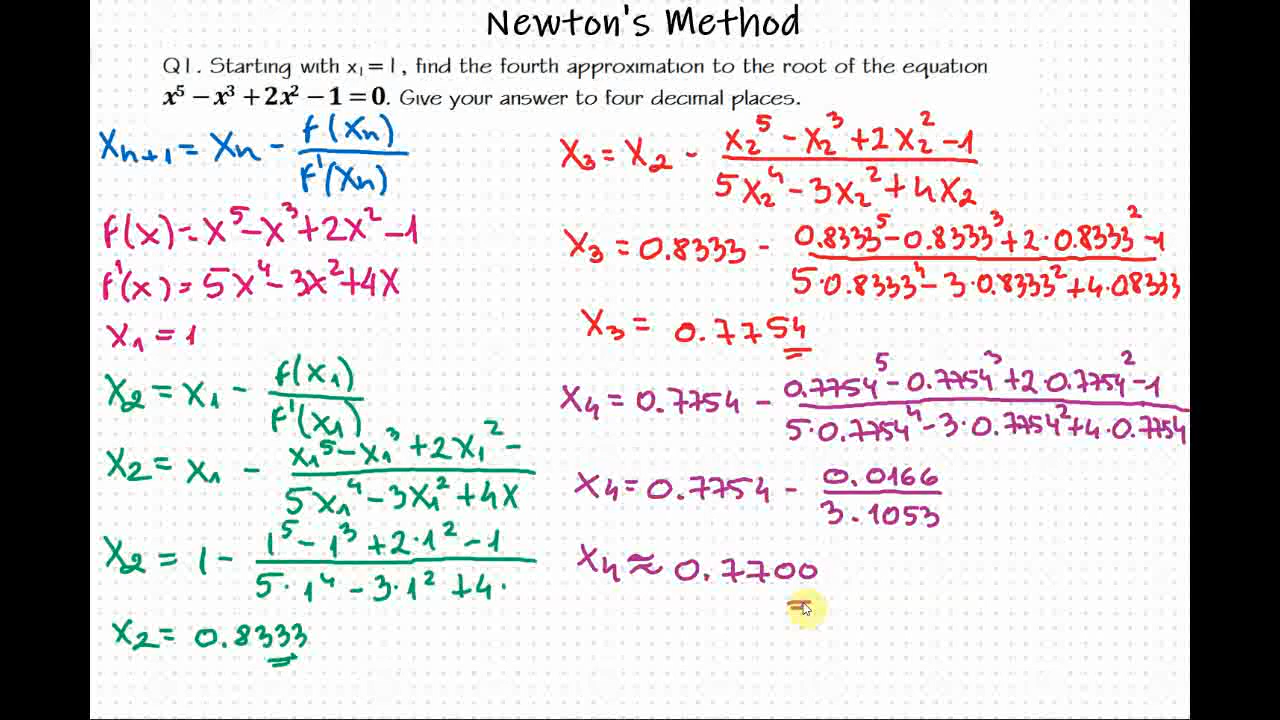 Newton's Method
Q1. Starting with x₁ = 1, find the fourth approximation to the root of the equation
x⁵ − x³ + 2x² − 1 = 0. Give your answer to four decimal places.
Xₙ₊₁ = Xₙ - f(Xₙ) / f'(Xₙ)
f(x) = x⁵ - x³ + 2x² - 1
f'(x) = 5x⁴ - 3x² + 4x
X₁ = 1
X₂ = X₁ - f(X₁) / f'(X₁)
X₂ = X₁ - (X₁⁵ - X₁³ + 2X₁² -) / (5X₁⁴ - 3X₁² + 4X)
X₂ = 1 - (1⁵ - 1³ + 2·1² - 1) / (5·1⁴ - 3·1² + 4·)
X₂ = 0.8333
X₃ = X₂ - (X₂⁵ - X₂³ + 2X₂² - 1) / (5X₂⁴ - 3X₂² + 4X₂)
X₃ = 0.8333 - (0.8333⁵ - 0.8333³ + 2·0.8333² - 1) / (5·0.8333⁴ - 3·0.8333² + 4·0.8333)
X₃ = 0.7754
X₄ = 0.7754 - (0.7754⁵ - 0.7754³ + 2·0.7754² - 1) / (5·0.7754⁴ - 3·0.7754² + 4·0.7754)
X₄ = 0.7754 - 0.0166 / 3.1053
X₄ ≈ 0.7700